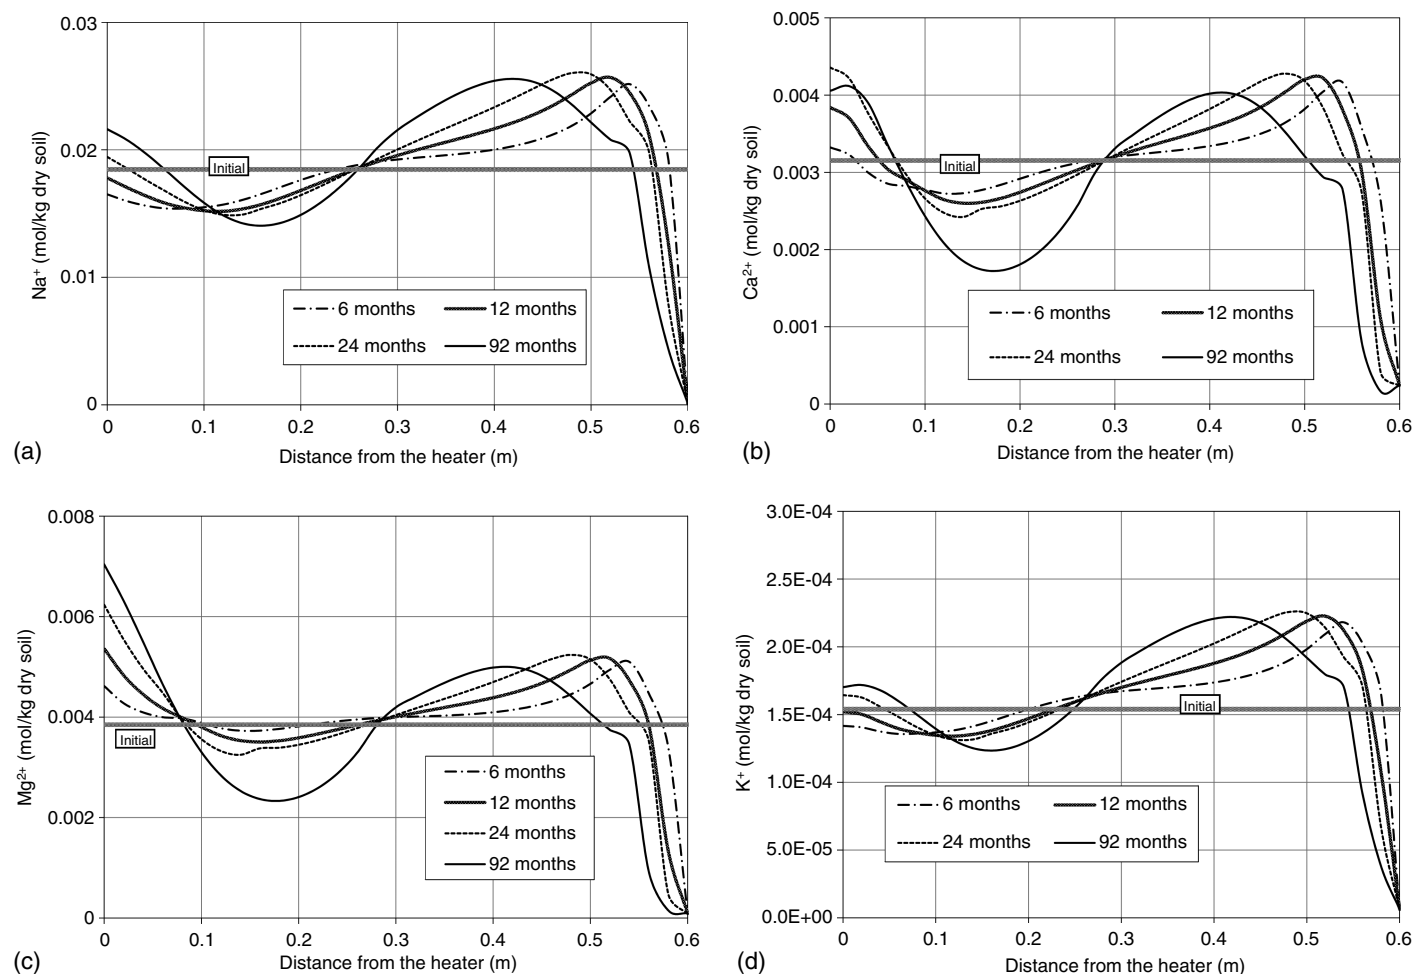 0.03
0.02
0.01
0
Na⁺ (mol/kg dry soil)
Initial
6 months
12 months
24 months
92 months
0 0.1 0.2 0.3 0.4 0.5 0.6
Distance from the heater (m)
(a)
0.005
0.004
0.003
0.002
0.001
0
Ca²⁺ (mol/kg dry soil)
Initial
6 months
12 months
24 months
92 months
0 0.1 0.2 0.3 0.4 0.5 0.6
Distance from the heater (m)
(b)
0.008
0.006
0.004
0.002
0
Mg²⁺ (mol/kg dry soil)
Initial
6 months
12 months
24 months
92 months
0 0.1 0.2 0.3 0.4 0.5 0.6
Distance from the heater (m)
(c)
3.0E-04
2.5E-04
2.0E-04
1.5E-04
1.0E-04
5.0E-05
0.0E+00
K⁺ (mol/kg dry soil)
Initial
6 months
12 months
24 months
92 months
0 0.1 0.2 0.3 0.4 0.5 0.6
Distance from the heater (m)
(d)